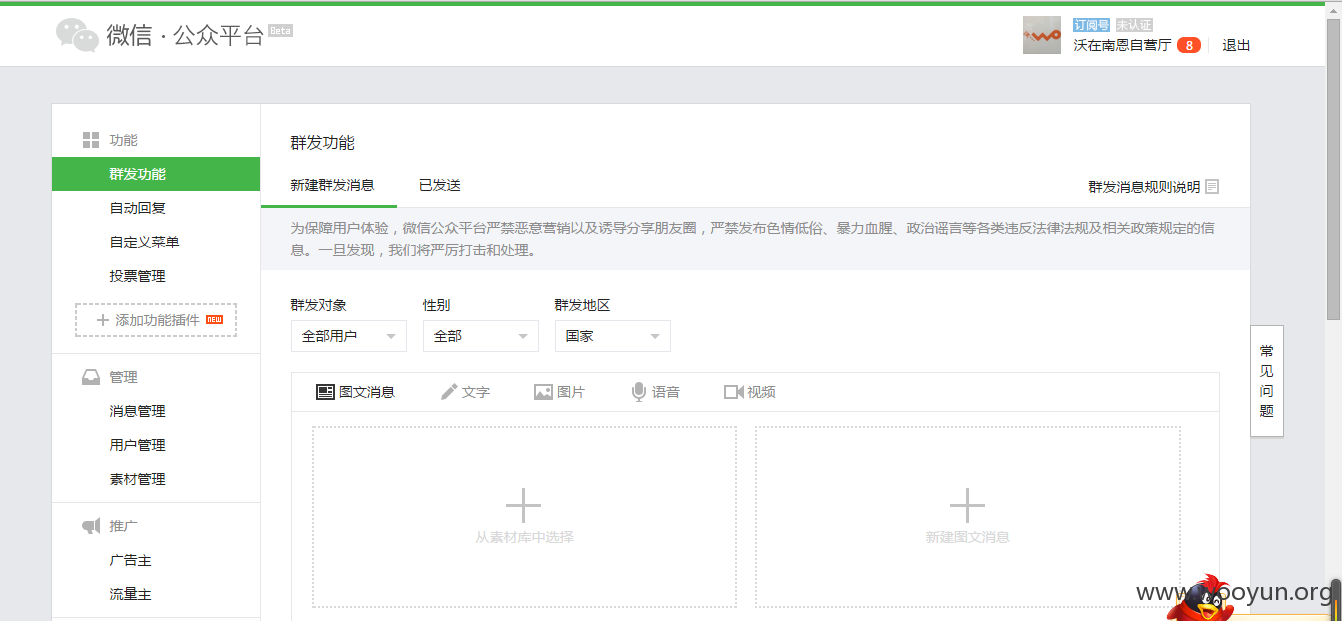 微信 · 公众平台 Beta
订阅号 未认证
沃在南恩自营厅 8 退出
功能
群发功能
自动回复
自定义菜单
投票管理
添加功能插件 NEW
管理
消息管理
用户管理
素材管理
推广
广告主
流量主
群发功能
新建群发消息 已发送 群发消息规则说明
为保障用户体验，微信公众平台严禁恶意营销以及诱导分享朋友圈，严禁发布色情低俗、暴力血腥、政治谣言等各类违反法律法规及相关政策规定的信
息。一旦发现，我们将严厉打击和处理。
群发对象 性别 群发地区
全部用户 全部 国家
图文消息 文字 图片 语音 视频
从素材库中选择 新建图文消息
常
见
问
题